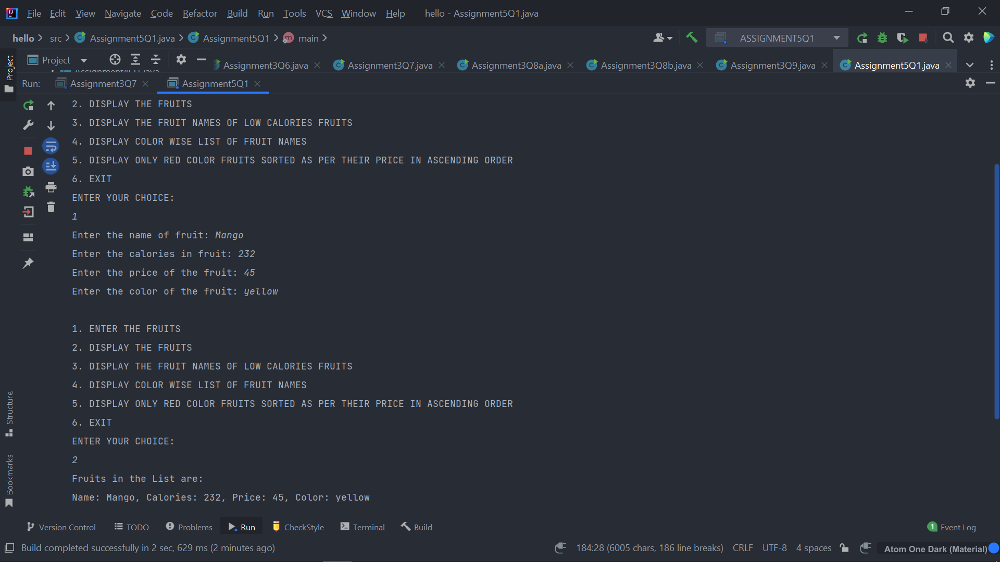 File Edit View Navigate Code Refactor Build Run Tools VCS Window Help hello - Assignment5Q1.java
hello src Assignment5Q1.java Assignment5Q1 main ASSIGNMENT5Q1
Project Assignment3Q6.java Assignment3Q7.java Assignment3Q8a.java Assignment3Q8b.java Assignment3Q9.java Assignment5Q1.java
Project
Run: Assignment3Q7 Assignment5Q1
2. DISPLAY THE FRUITS
3. DISPLAY THE FRUIT NAMES OF LOW CALORIES FRUITS
4. DISPLAY COLOR WISE LIST OF FRUIT NAMES
5. DISPLAY ONLY RED COLOR FRUITS SORTED AS PER THEIR PRICE IN ASCENDING ORDER
6. EXIT
ENTER YOUR CHOICE:
1
Enter the name of fruit: Mango
Enter the calories in fruit: 232
Enter the price of the fruit: 45
Enter the color of the fruit: yellow
1. ENTER THE FRUITS
2. DISPLAY THE FRUITS
3. DISPLAY THE FRUIT NAMES OF LOW CALORIES FRUITS
4. DISPLAY COLOR WISE LIST OF FRUIT NAMES
5. DISPLAY ONLY RED COLOR FRUITS SORTED AS PER THEIR PRICE IN ASCENDING ORDER
6. EXIT
ENTER YOUR CHOICE:
2
Fruits in the List are:
Name: Mango, Calories: 232, Price: 45, Color: yellow
Structure
Bookmarks
Version Control TODO Problems Run CheckStyle Terminal Build 1 Event Log
Build completed successfully in 2 sec, 629 ms (2 minutes ago) 184:28 (6005 chars, 186 line breaks) CRLF UTF-8 4 spaces Atom One Dark (Material)